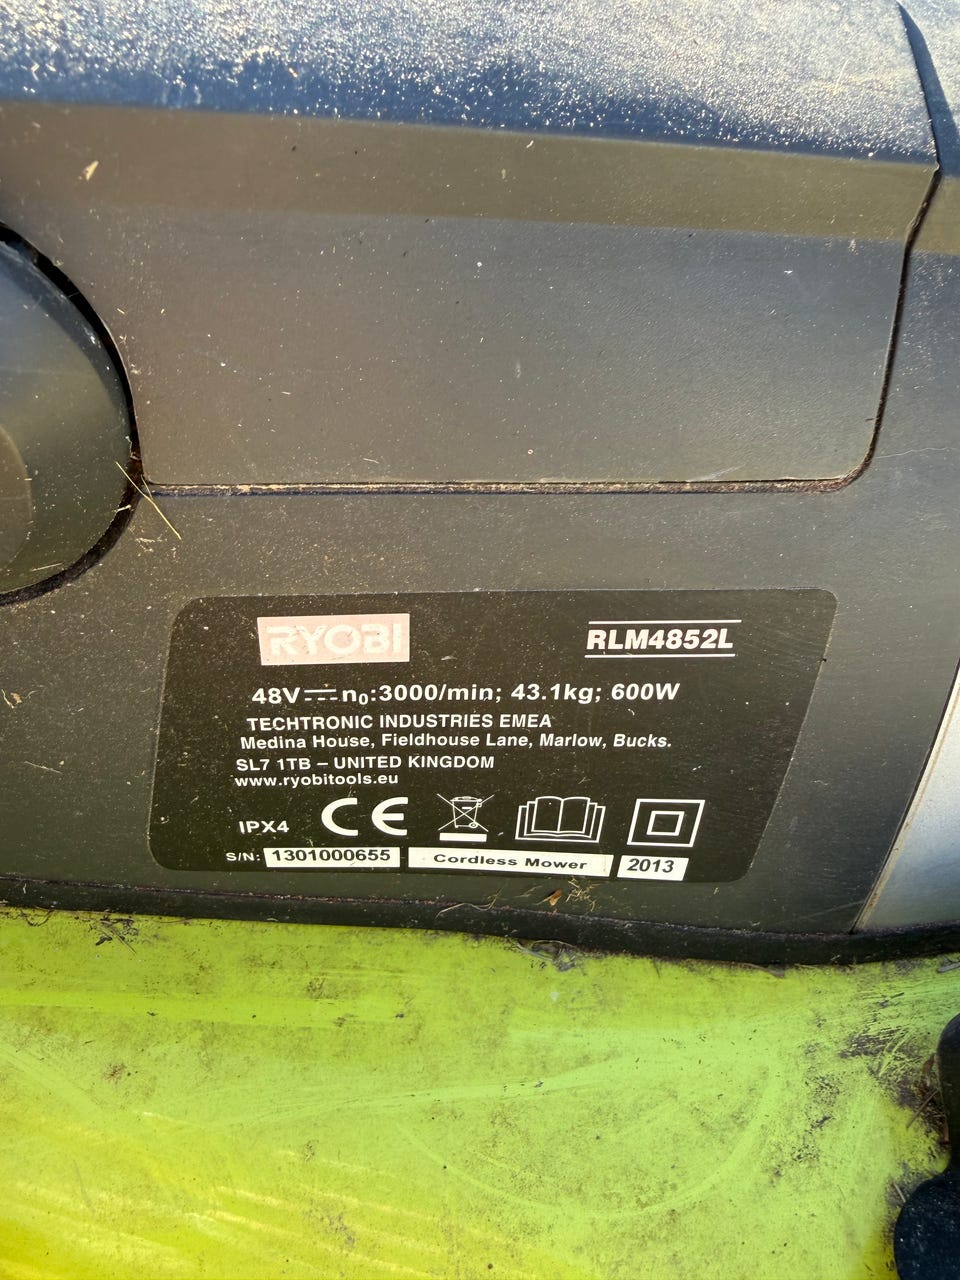 RYOBI
RLM4852L
48V⎓n₀:3000/min; 43.1kg; 600W
TECHTRONIC INDUSTRIES EMEA
Medina House, Fieldhouse Lane, Marlow, Bucks.
SL7 1TB – UNITED KINGDOM
www.ryobitools.eu
IPX4 CE
S/N: 1301000655 Cordless Mower 2013